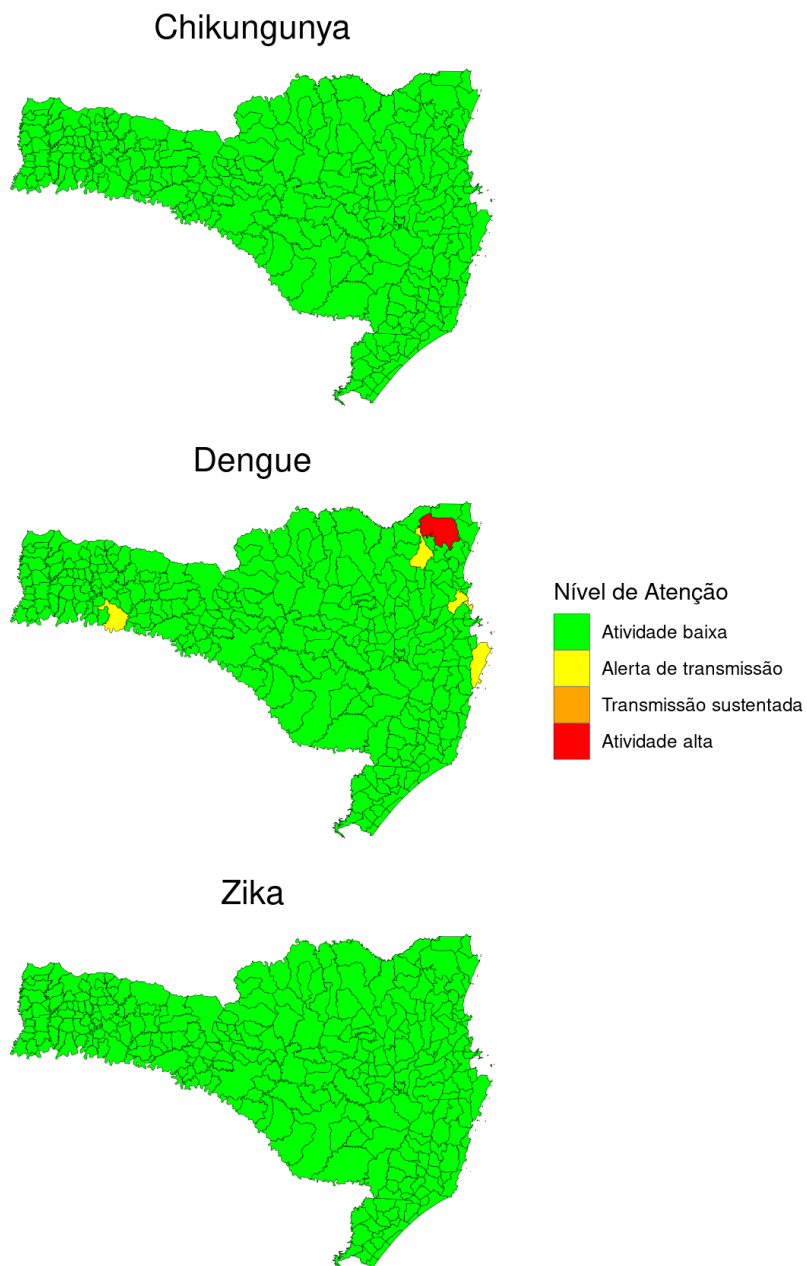 Chikungunya
Dengue
Nível de Atenção
Atividade baixa
Alerta de transmissão
Transmissão sustentada
Atividade alta
Zika